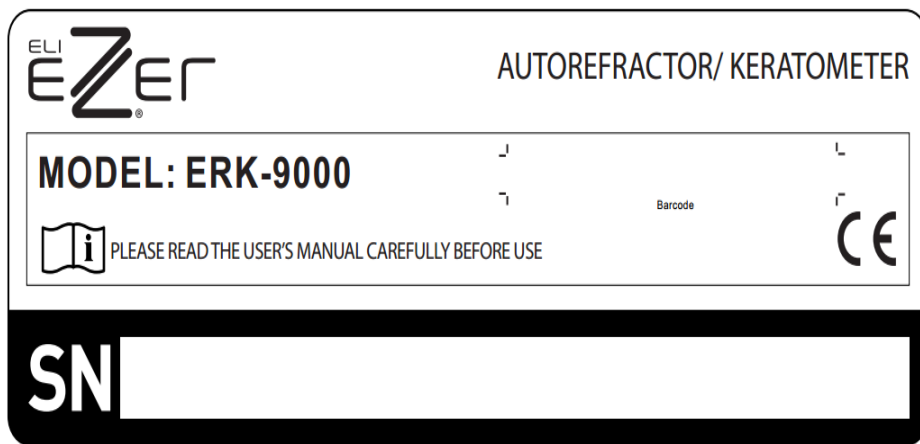 ELI
EZER®
AUTOREFRACTOR/ KERATOMETER
MODEL: ERK-9000
Barcode
i PLEASE READ THE USER'S MANUAL CAREFULLY BEFORE USE
CE
SN